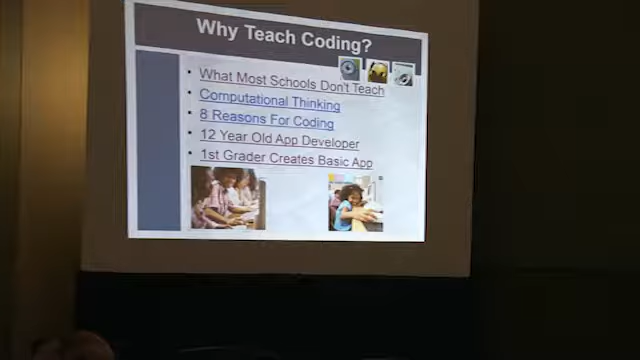 Why Teach Coding?
What Most Schools Don't Teach
Computational Thinking
8 Reasons For Coding
12 Year Old App Developer
1st Grader Creates Basic App